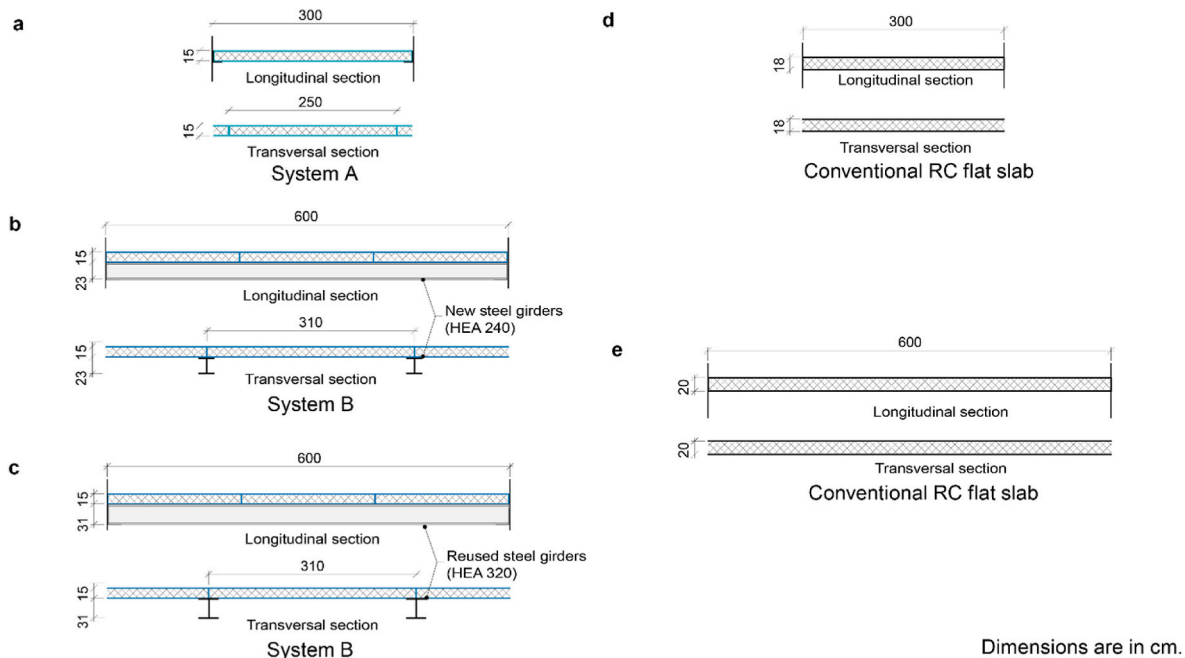 a
300
15
Longitudinal section
250
15
Transversal section
System A
b
600
15
23
Longitudinal section
New steel girders
(HEA 240)
310
15
23
Transversal section
System B
c
600
15
31
Longitudinal section
Reused steel girders
(HEA 320)
310
15
31
Transversal section
System B
d
300
18
Longitudinal section
18
Transversal section
Conventional RC flat slab
e
600
20
Longitudinal section
20
Transversal section
Conventional RC flat slab
Dimensions are in cm.